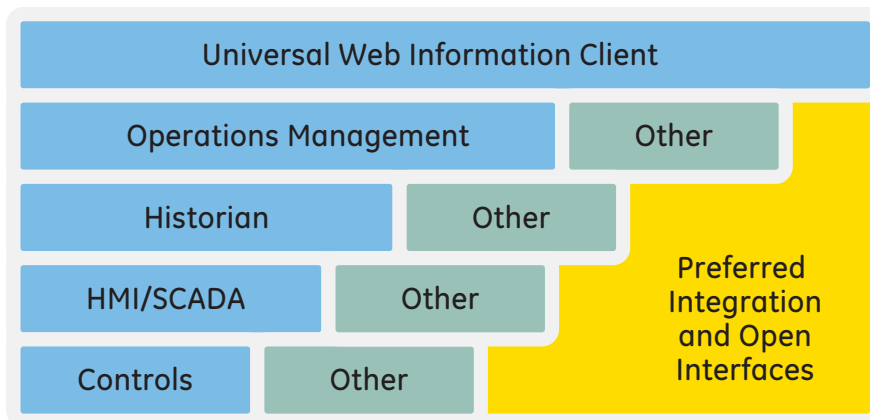 Universal Web Information Client
Operations Management
Other
Historian
Other
HMI/SCADA
Other
Controls
Other
Preferred
Integration
and Open
Interfaces